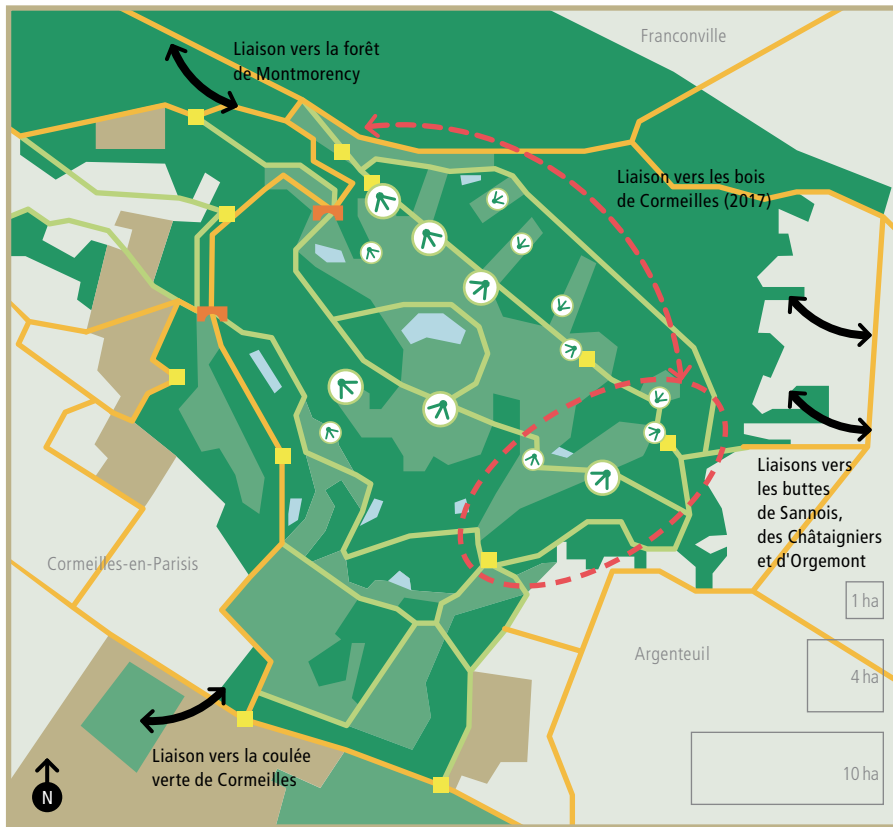 Franconville
Liaison vers la forêt
de Montmorency
Liaison vers les bois
de Cormeilles (2017)
Liaisons vers
les buttes
de Sannois,
des Châtaigniers
et d'Orgemont
Cormeilles-en-Parisis
1 ha
Argenteuil
4 ha
Liaison vers la coulée
verte de Cormeilles
10 ha
N